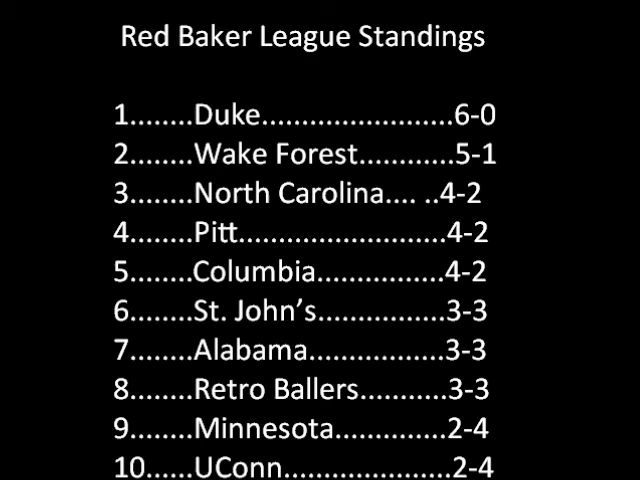 Red Baker League Standings
1........Duke........................6-0
2........Wake Forest............5-1
3........North Carolina.... ..4-2
4........Pitt..........................4-2
5........Columbia................4-2
6........St. John’s................3-3
7........Alabama.................3-3
8........Retro Ballers...........3-3
9........Minnesota..............2-4
10......UConn.....................2-4